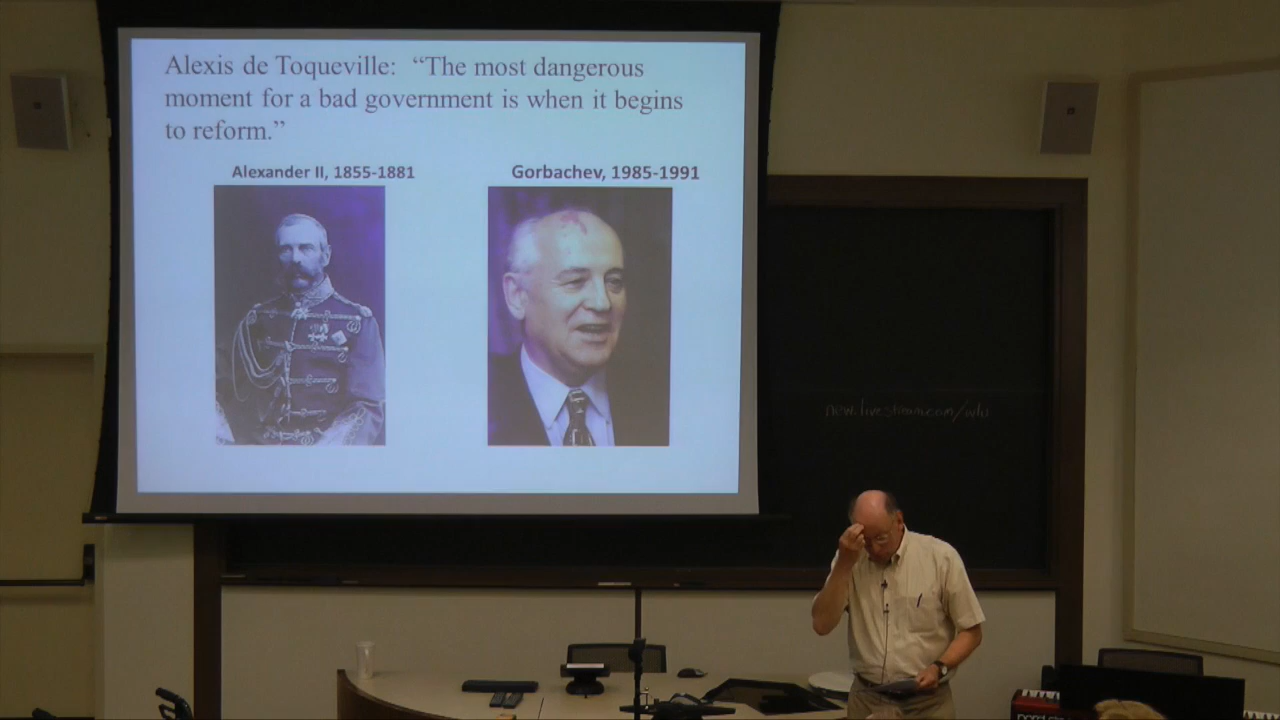 Alexis de Toqueville: “The most dangerous
moment for a bad government is when it begins
to reform.”
Alexander II, 1855-1881
Gorbachev, 1985-1991